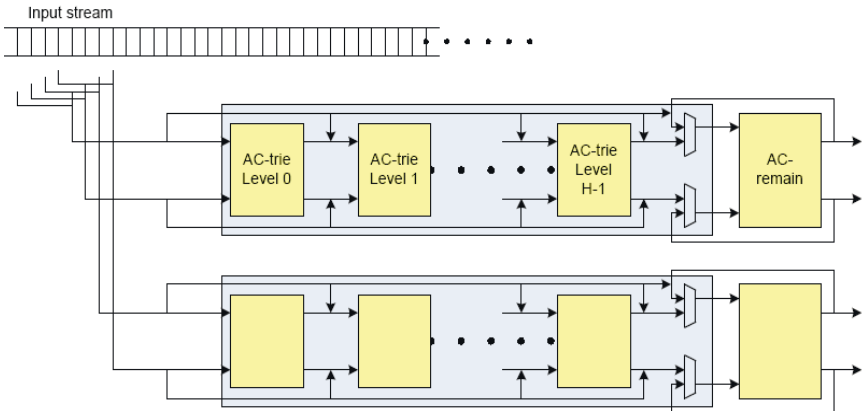 Input stream
AC-trie
Level 0
AC-trie
Level 1
AC-trie
Level
H-1
AC-
remain